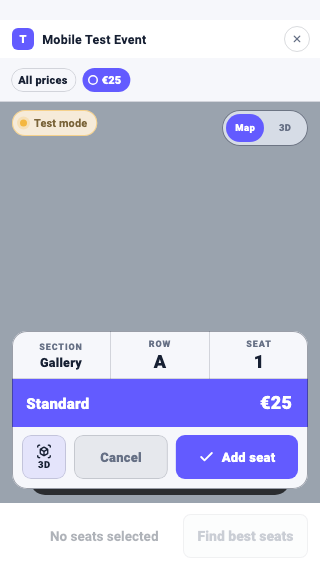 T Mobile Test Event
All prices €25
Test mode
Map 3D
SECTION ROW SEAT
Gallery A 1
Standard €25
3D Cancel Add seat
No seats selected Find best seats